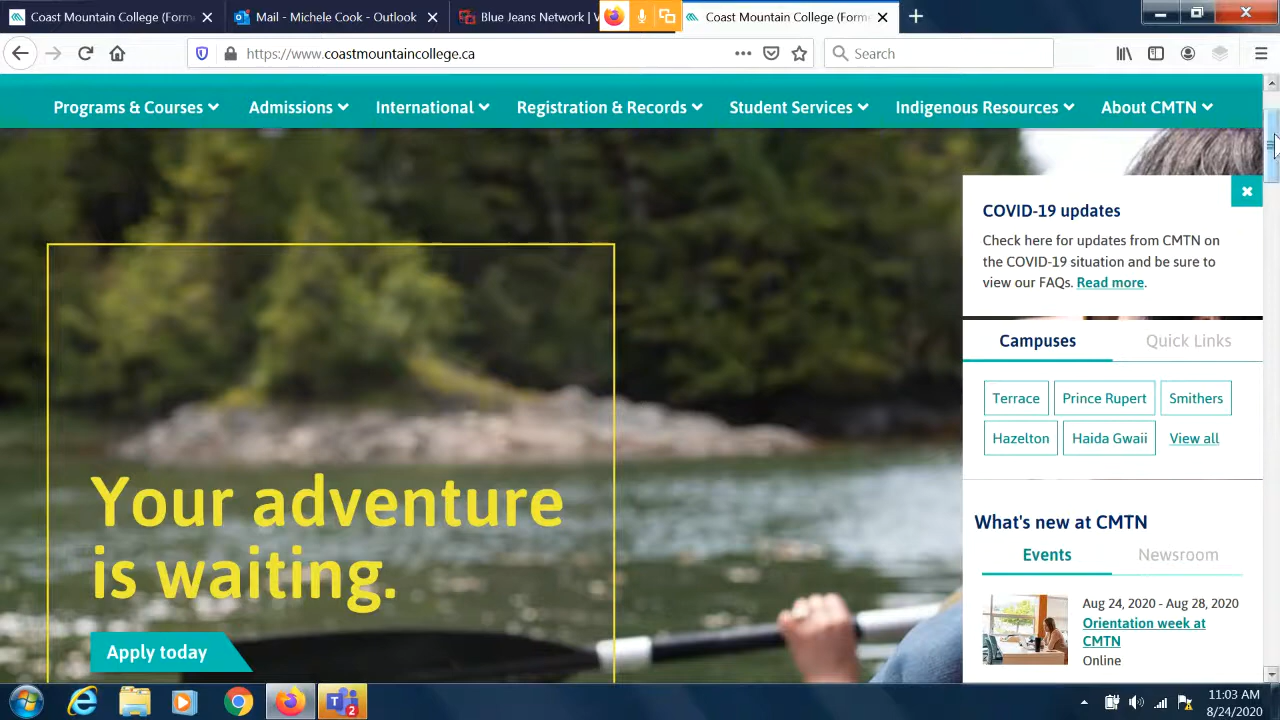 Coast Mountain College (Form
Mail - Michele Cook - Outlook
Blue Jeans Network | V
Coast Mountain College (Form
https://www.coastmountaincollege.ca
Search
Programs & Courses
Admissions
International
Registration & Records
Student Services
Indigenous Resources
About CMTN
COVID-19 updates
Check here for updates from CMTN on
the COVID-19 situation and be sure to
view our FAQs. Read more.
Campuses
Quick Links
Terrace
Prince Rupert
Smithers
Hazelton
Haida Gwaii
View all
What's new at CMTN
Events
Newsroom
Aug 24, 2020 - Aug 28, 2020
Orientation week at
CMTN
Online
Your adventure
is waiting.
Apply today
2
11:03 AM
8/24/2020